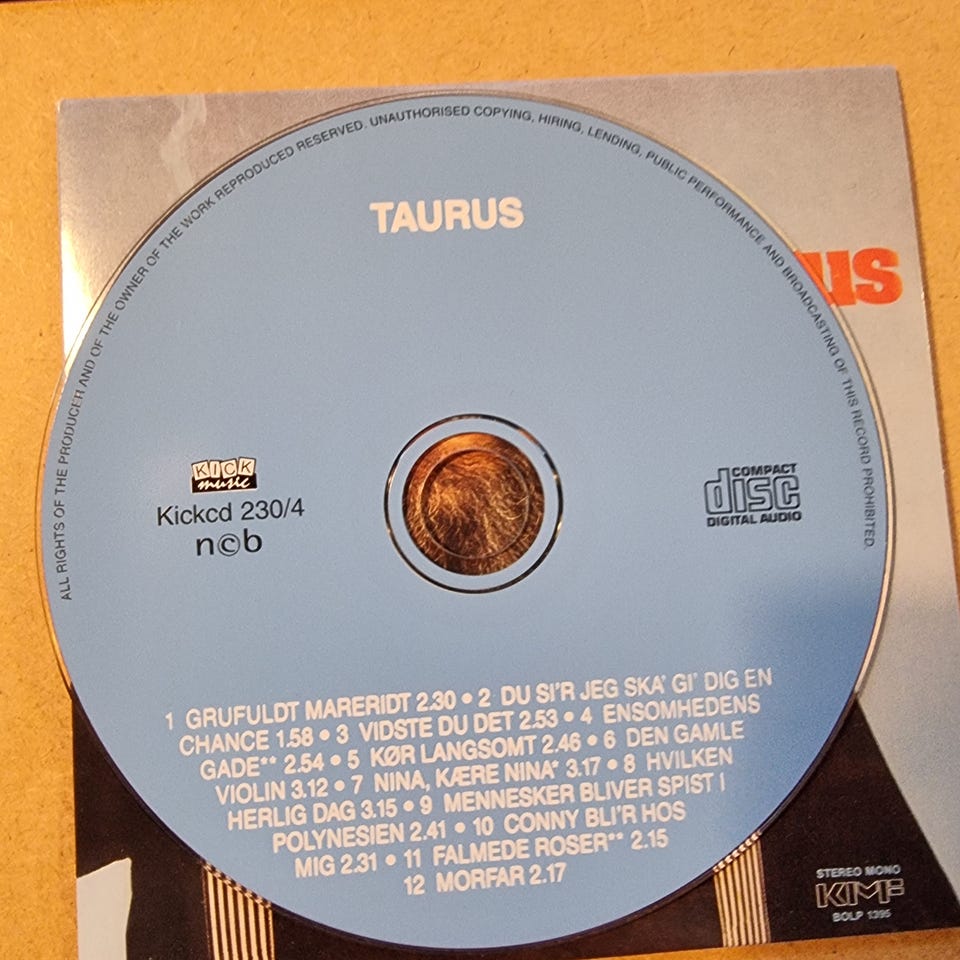 ALL RIGHTS OF THE PRODUCER AND OF THE OWNER OF THE WORK REPRODUCED RESERVED. UNAUTHORISED COPYING, HIRING, LENDING, PUBLIC PERFORMANCE AND BROADCASTING OF THIS RECORD PROHIBITED.
TAURUS
us
KICK
music
Kickcd 230/4
n©b
COMPACT
disc
DIGITAL AUDIO
1 GRUFULDT MARERIDT 2.30 • 2 DU SI'R JEG SKA' GI' DIG EN
CHANCE 1.58 • 3 VIDSTE DU DET 2.53 • 4 ENSOMHEDENS
GADE** 2.54 • 5 KØR LANGSOMT 2.46 • 6 DEN GAMLE
VIOLIN 3.12 • 7 NINA, KÆRE NINA* 3.17 • 8 HVILKEN
HERLIG DAG 3.15 • 9 MENNESKER BLIVER SPIST I
POLYNESIEN 2.41 • 10 CONNY BLI'R HOS
MIG 2.31 • 11 FALMEDE ROSER** 2.15
12 MORFAR 2.17
STEREO MONO
KMF
BOLP 1395